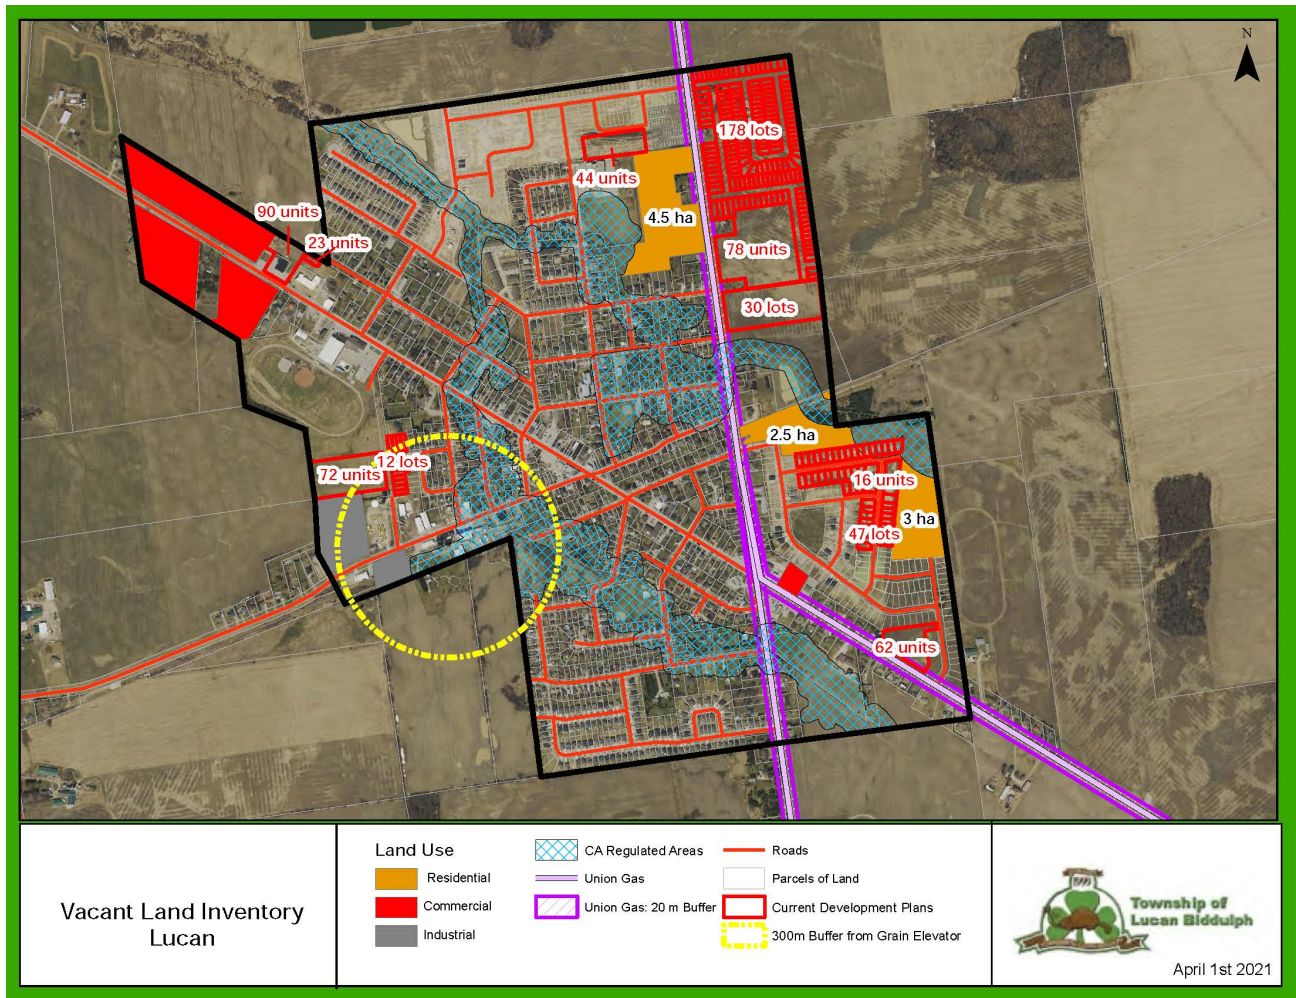 N
178 lots
44 units
4.5 ha
90 units
23 units
78 units
30 lots
2.5 ha
12 lots
72 units
16 units
3 ha
47 lots
62 units
Vacant Land Inventory
Lucan
Land Use
Residential
Commercial
Industrial
CA Regulated Areas
Union Gas
Union Gas: 20 m Buffer
Roads
Parcels of Land
Current Development Plans
300m Buffer from Grain Elevator
Township of
Lucan Biddulph
April 1st 2021